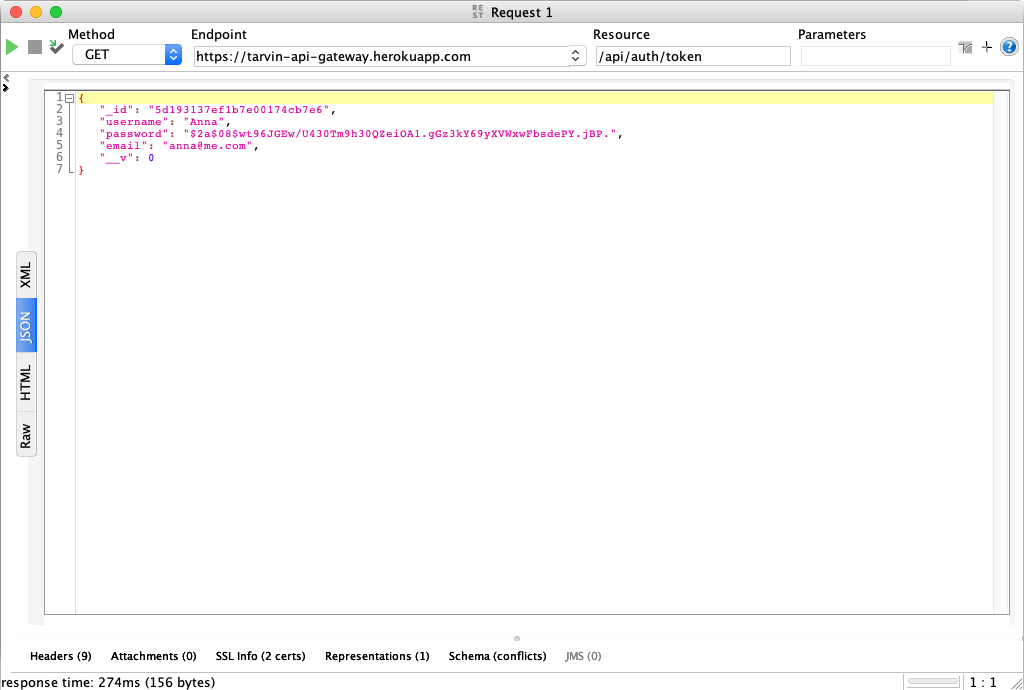 RE
ST Request 1
Method Endpoint Resource Parameters
GET https://tarvin-api-gateway.herokuapp.com /api/auth/token
1 {
2 "_id": "5d193137ef1b7e00174cb7e6",
3 "username": "Anna",
4 "password": "$2a$08$wt96JGEw/U430Tm9h30QZeiOA1.gGz3kY69yXVWxwFbsdePY.jBP.",
5 "email": "anna@me.com",
6 "__v": 0
7 }
XML
JSON
HTML
Raw
Headers (9) Attachments (0) SSL Info (2 certs) Representations (1) Schema (conflicts) JMS (0)
response time: 274ms (156 bytes) 1 : 1